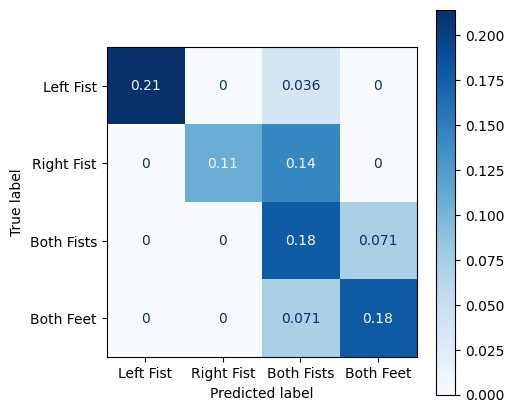 True label
Left Fist
0.21 0 0.036 0
Right Fist
0 0.11 0.14 0
Both Fists
0 0 0.18 0.071
Both Feet
0 0 0.071 0.18
Left Fist Right Fist Both Fists Both Feet
Predicted label
0.200
0.175
0.150
0.125
0.100
0.075
0.050
0.025
0.000